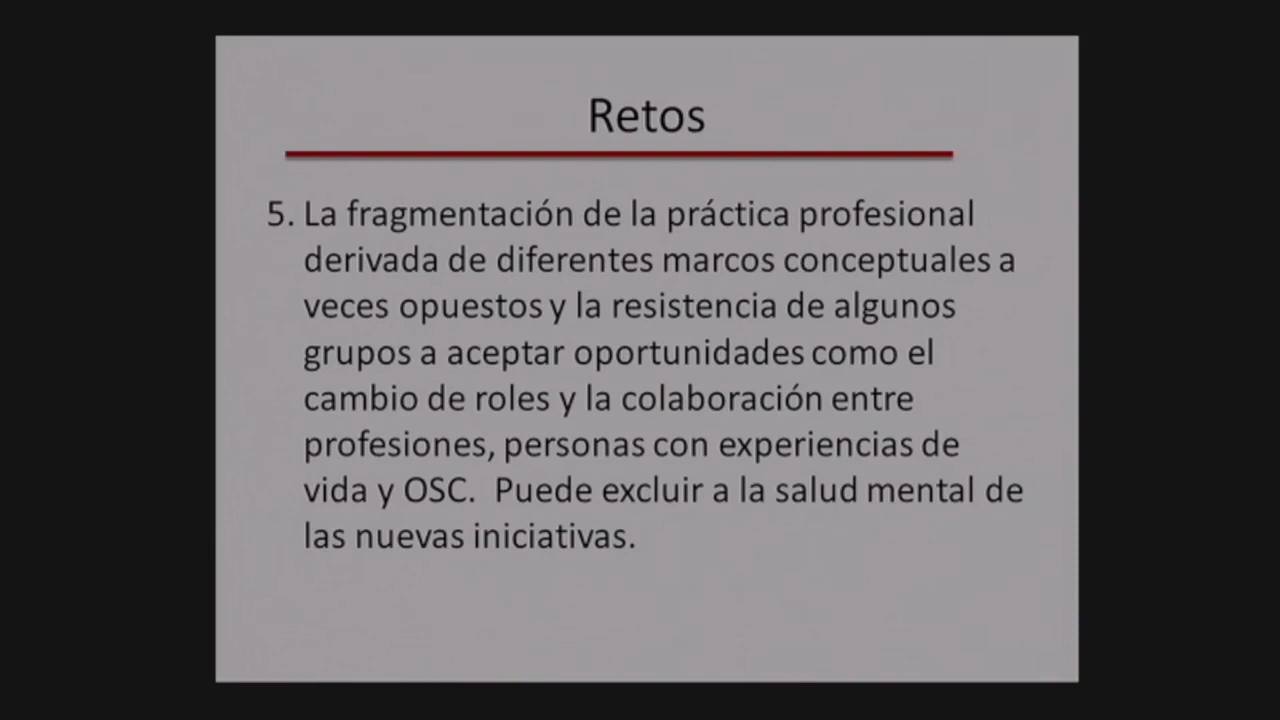 Retos
5. La fragmentación de la práctica profesional
derivada de diferentes marcos conceptuales a
veces opuestos y la resistencia de algunos
grupos a aceptar oportunidades como el
cambio de roles y la colaboración entre
profesiones, personas con experiencias de
vida y OSC.  Puede excluir a la salud mental de
las nuevas iniciativas.